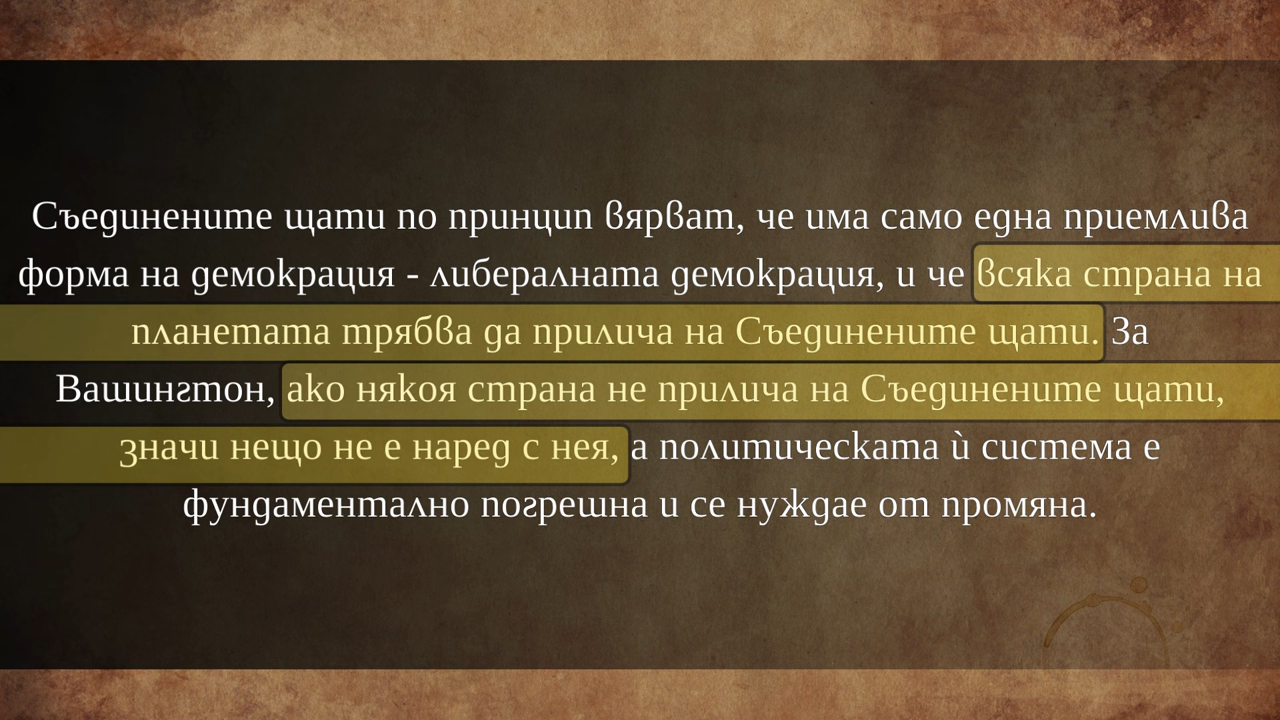 Съединените щати по принцип вярват, че има само една приемлива
форма на демокрация - либералната демокрация, и че всяка страна на
планетата трябва да прилича на Съединените щати. За
Вашингтон, ако някоя страна не прилича на Съединените щати,
значи нещо не е наред с нея, а политическата ѝ система е
фундаментално погрешна и се нуждае от промяна.